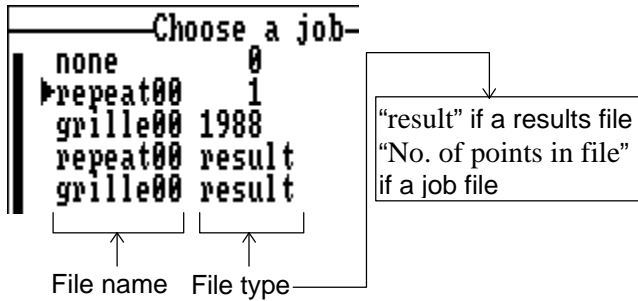 Choose a job
none 0
repeat00 1
grille00 1988
repeat00 result
grille00 result
"result" if a results file
"No. of points in file"
if a job file
File name File type